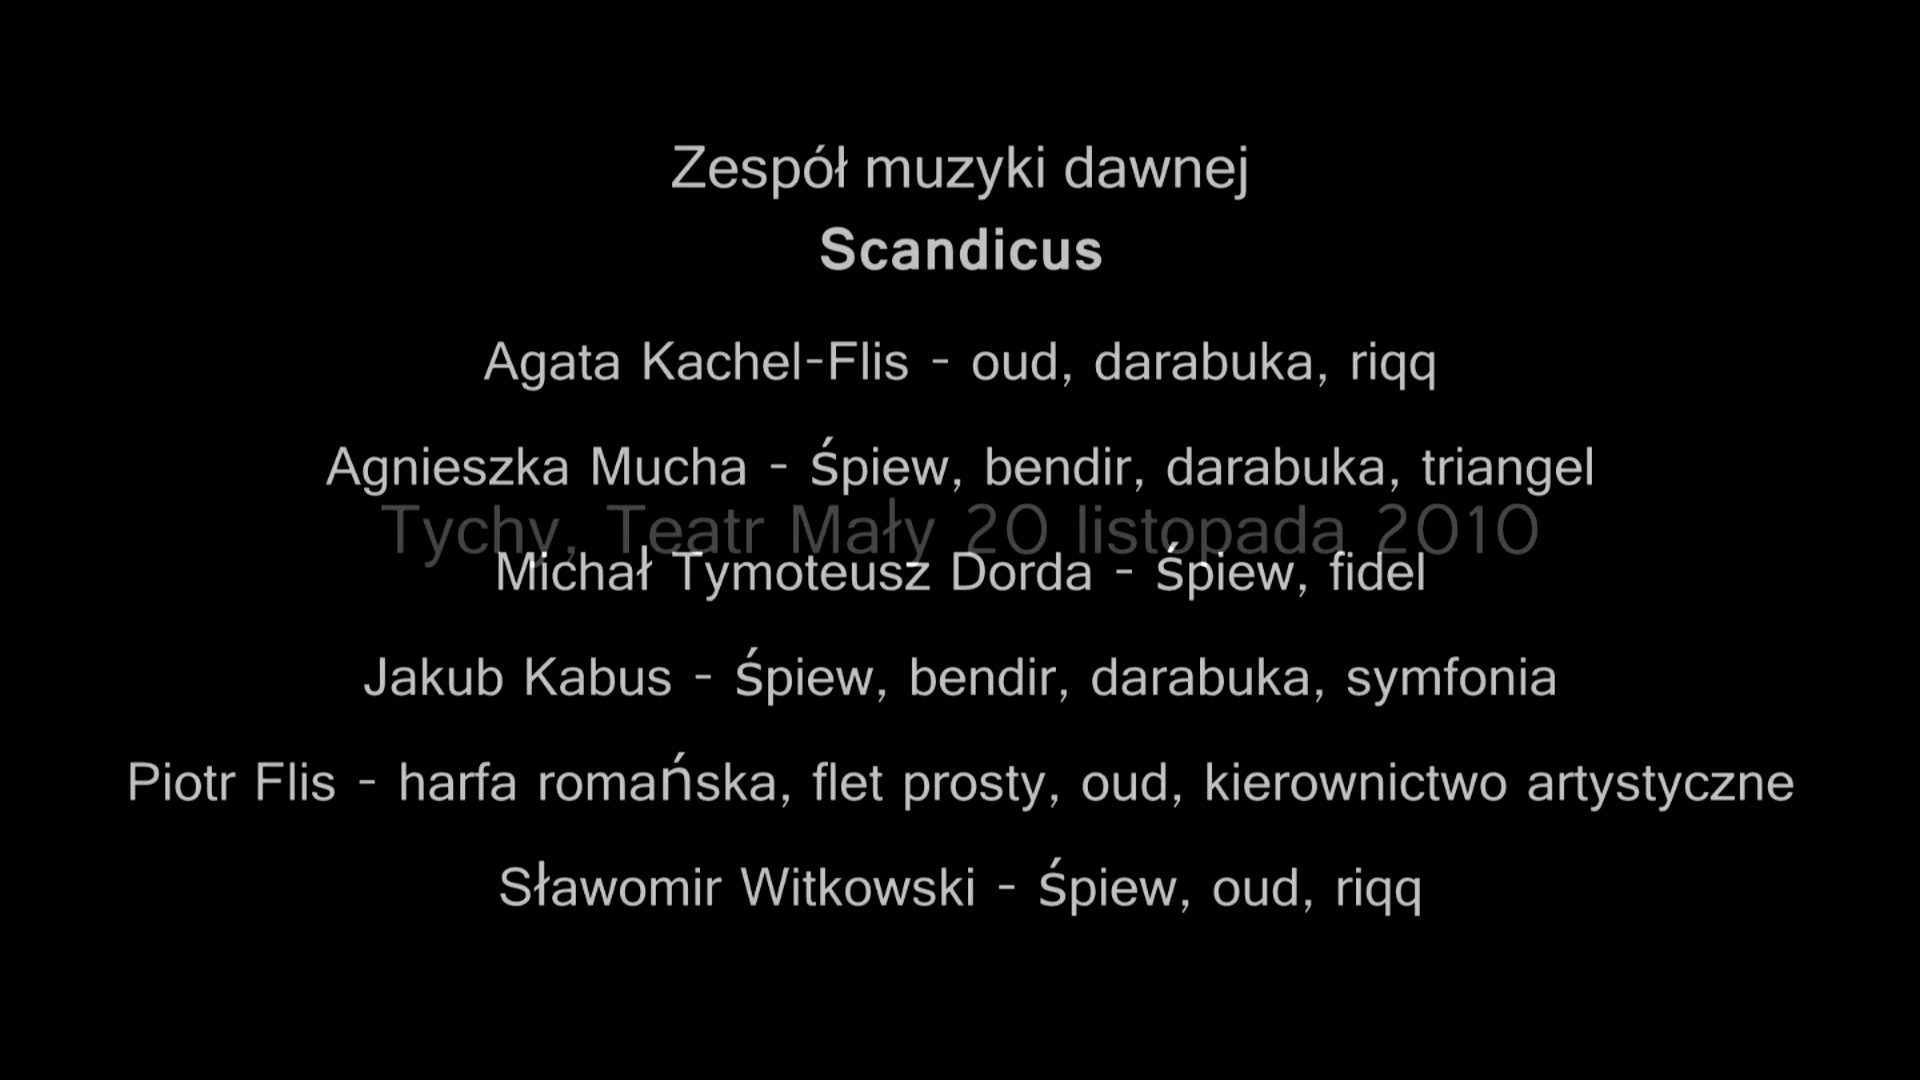 Zespół muzyki dawnej
Scandicus
Agata Kachel-Flis - oud, darabuka, riqq
Agnieszka Mucha - śpiew, bendir, darabuka, triangel
Tychy, Teatr Mały 20 listopada 2010
Michał Tymoteusz Dorda - śpiew, fidel
Jakub Kabus - śpiew, bendir, darabuka, symfonia
Piotr Flis - harfa romańska, flet prosty, oud, kierownictwo artystyczne
Sławomir Witkowski - śpiew, oud, riqq